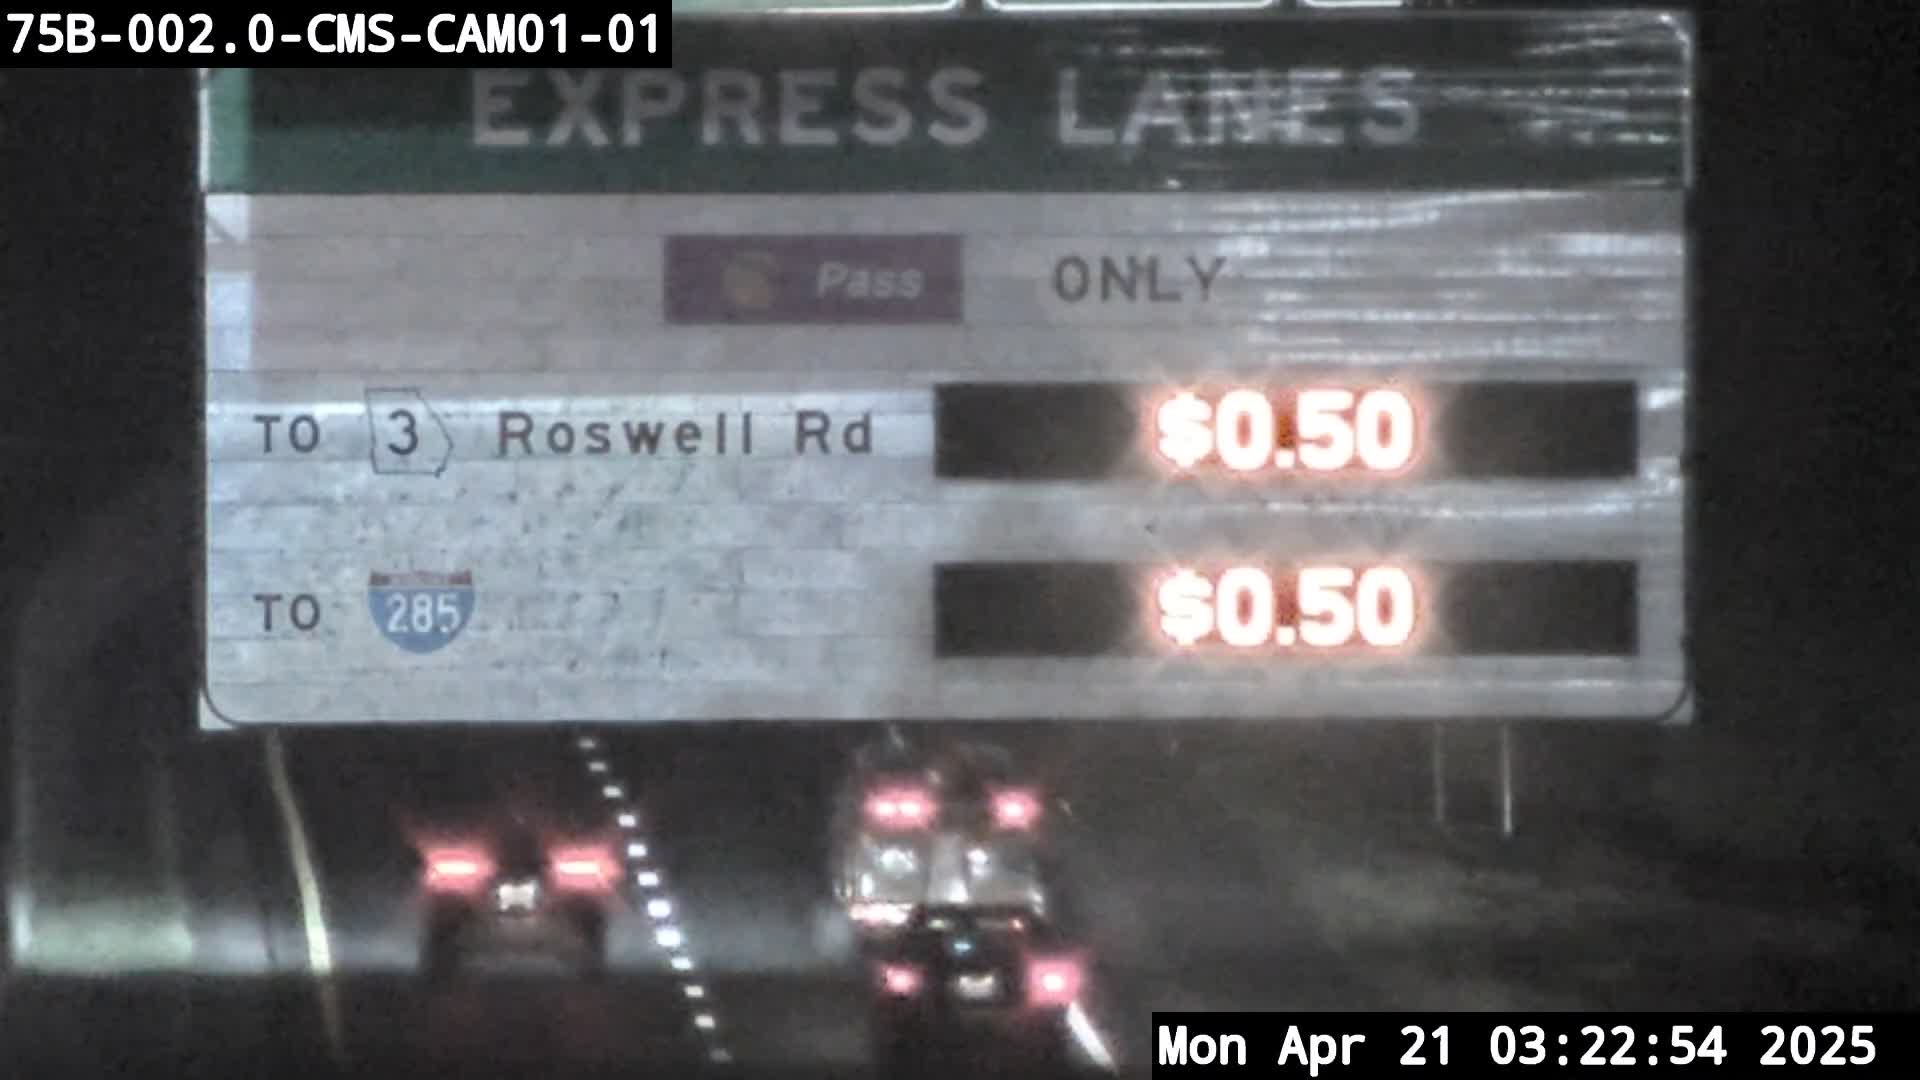 75B-002.0-CMS-CAM01-01
EXPRESS LANES
Pass ONLY
TO 3 Roswell Rd $0.50
TO 285 $0.50
Mon Apr 21 03:22:54 2025